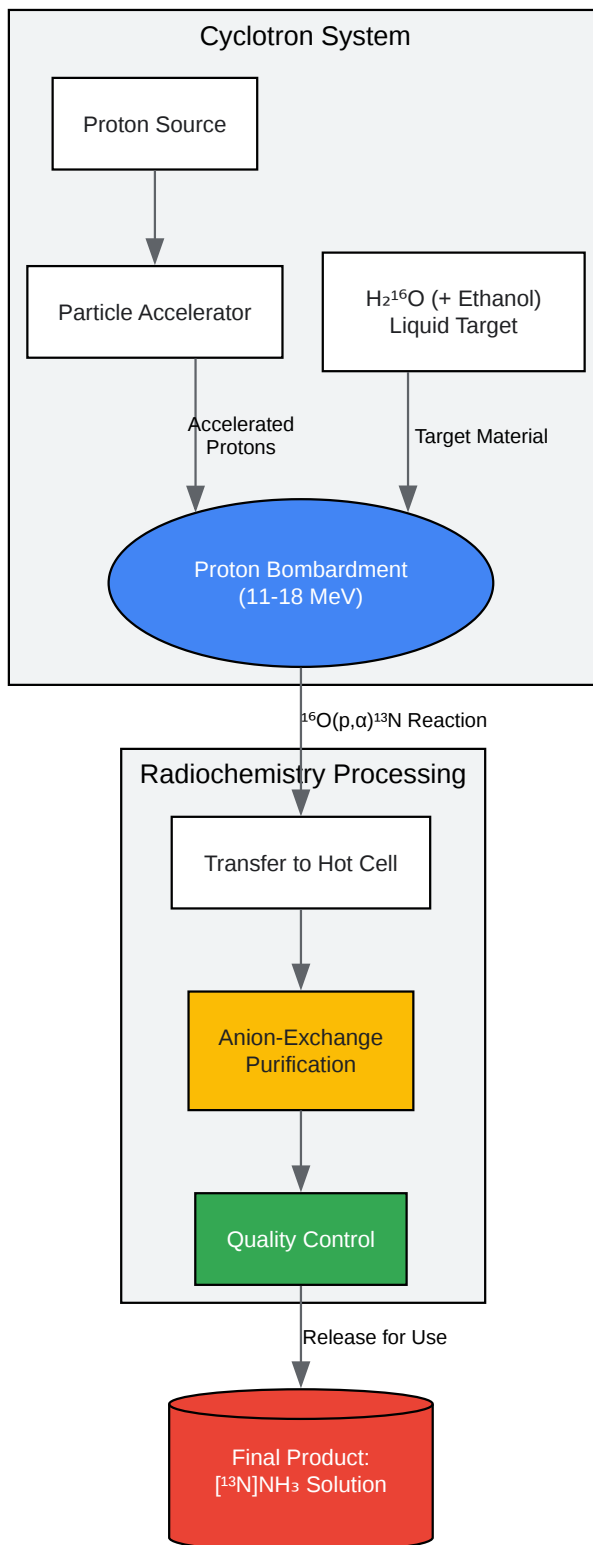 Cyclotron System
Proton Source
Particle Accelerator
H₂¹⁶O (+ Ethanol)
Liquid Target
Accelerated
Protons
Target Material
Proton Bombardment
(11-18 MeV)
¹⁶O(p,α)¹³N Reaction
Radiochemistry Processing
Transfer to Hot Cell
Anion-Exchange
Purification
Quality Control
Release for Use
Final Product:
[¹³N]NH₃ Solution